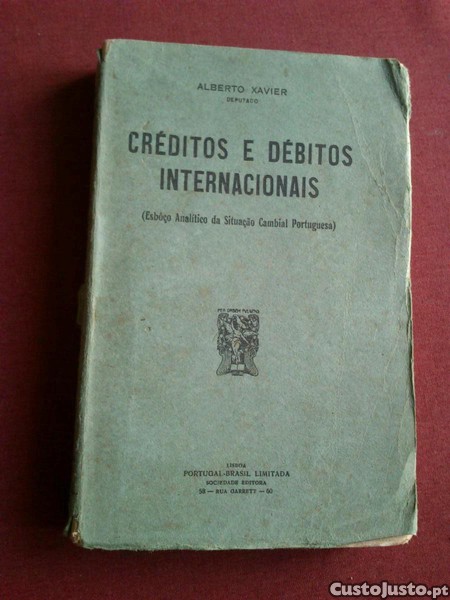 ALBERTO XAVIER
DEPUTADO
CRÉDITOS E DÉBITOS
INTERNACIONAIS
(Esbôço Analítico da Situação Cambial Portuguesa)
LISBOA
PORTUGAL-BRASIL LIMITADA
SOCIEDADE EDITORA
58 — RUA GARRETT — 60
CustoJusto.pt